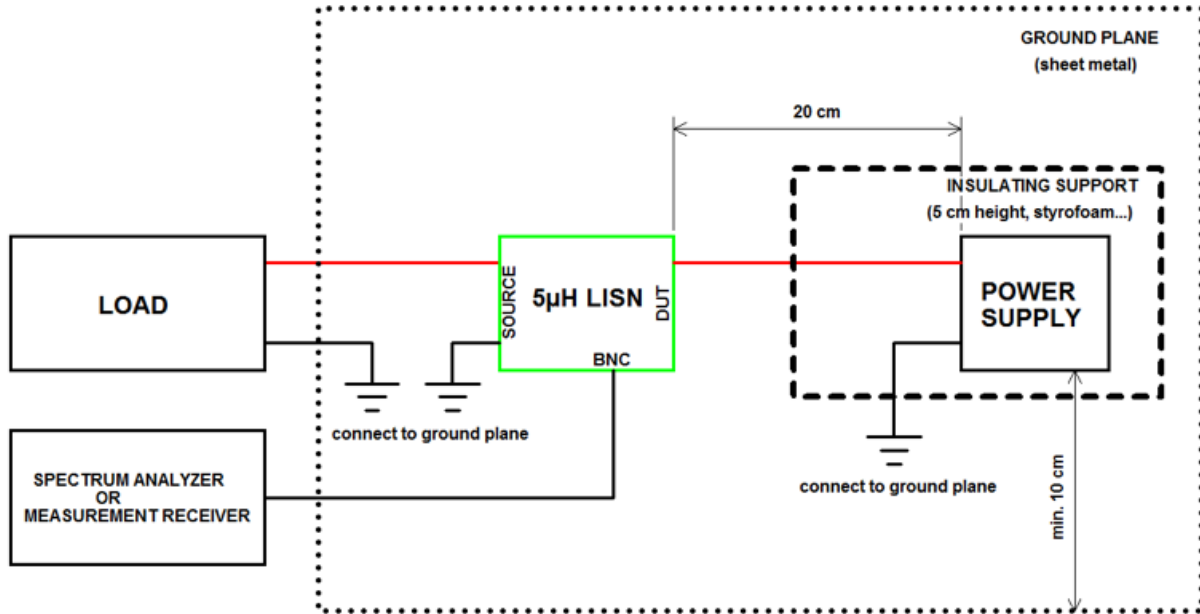 GROUND PLANE
(sheet metal)
20 cm
INSULATING SUPPORT
(5 cm height, styrofoam...)
LOAD
SOURCE
5µH LISN
DUT
BNC
POWER
SUPPLY
connect to ground plane
SPECTRUM ANALYZER
OR
MEASUREMENT RECEIVER
connect to ground plane
min. 10 cm